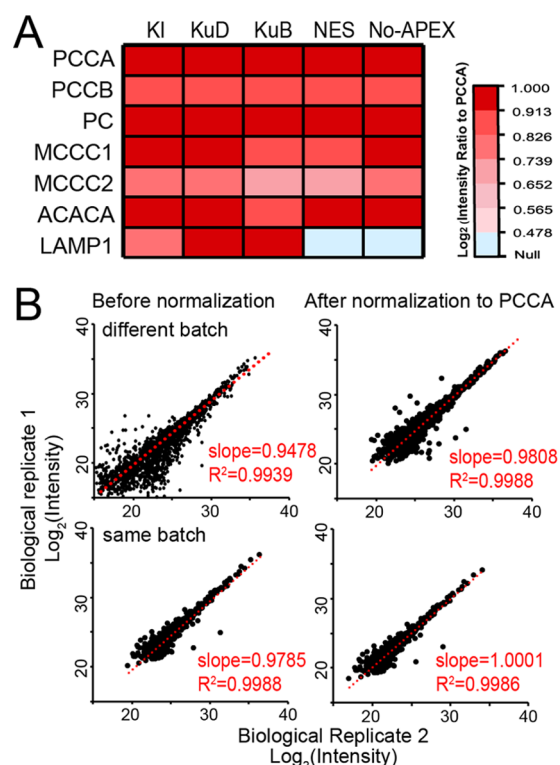 A
KI KuD KuB NES No-APEX
PCCA
PCCB
PC
MCCC1
MCCC2
ACACA
LAMP1
Log2 (Intensity Ratio to PCCA)
1.000
0.913
0.826
0.739
0.652
0.565
0.478
Null
B
Before normalization
After normalization to PCCA
different batch
40
30
20
slope=0.9478
R²=0.9939
20 30 40
40
30
20
slope=0.9808
R²=0.9988
20 30 40
same batch
40
30
20
slope=0.9785
R²=0.9988
20 30 40
40
30
20
slope=1.0001
R²=0.9986
20 30 40
Biological replicate 1
Log₂(Intensity)
Biological Replicate 2
Log₂(Intensity)